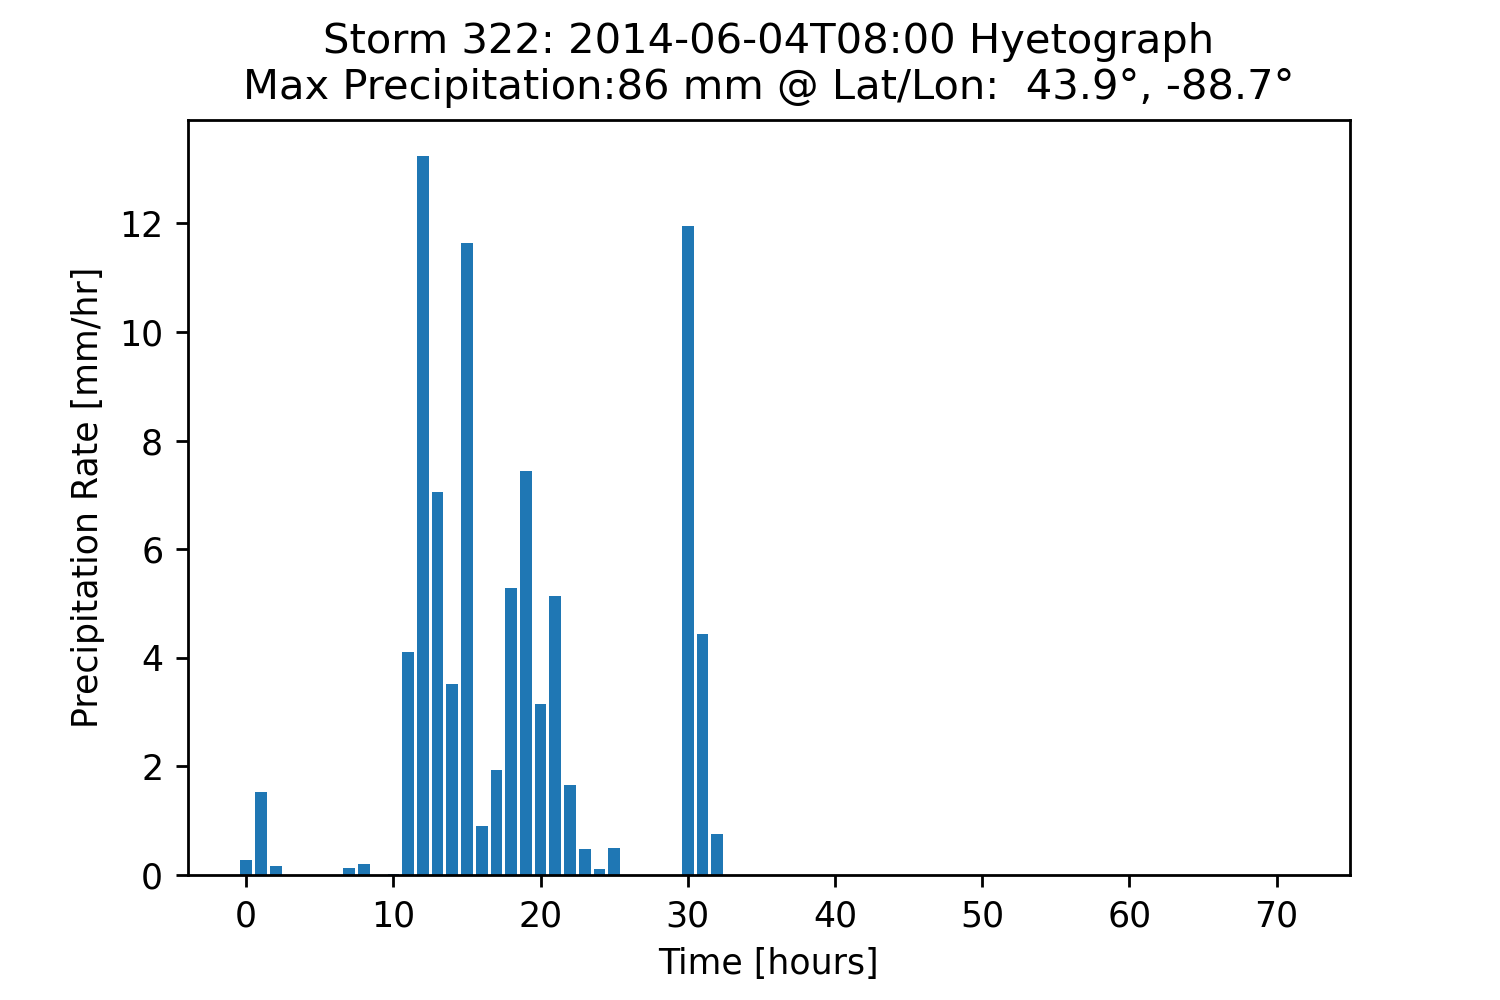 Storm 322: 2014-06-04T08:00 Hyetograph
Max Precipitation:86 mm @ Lat/Lon:  43.9°, -88.7°
12
10
8
6
4
2
0
Precipitation Rate [mm/hr]
0 10 20 30 40 50 60 70
Time [hours]